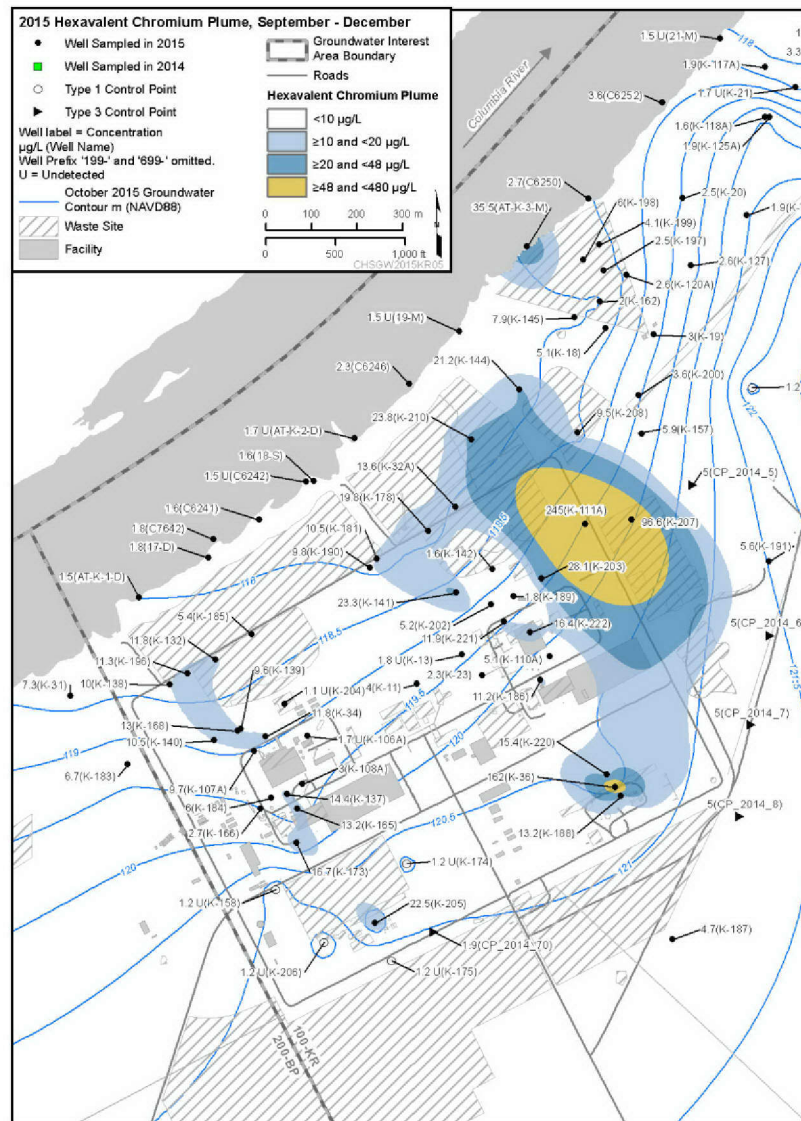 2015 Hexavalent Chromium Plume, September - December
Well Sampled in 2015
Well Sampled in 2014
Type 1 Control Point
Type 3 Control Point
Well label = Concentration
µg/L (Well Name)
Well Prefix '199-' and '699-' omitted.
U = Undetected
October 2015 Groundwater
Contour m (NAVD88)
Waste Site
Facility
Groundwater Interest
Area Boundary
Roads
Hexavalent Chromium Plume
<10 µg/L
≥10 and <20 µg/L
≥20 and <48 µg/L
≥48 and <480 µg/L
0 100 200 300 m
0 500 1,000 ft
CHSGW2015KR05
Columbia River
1.5 U(21-M)
118
1.9(K-117A)
3.3
1.7 U(K-21)
3.6(C6252)
1.6(K-118A)
1.9(K-125A)
2.7(C6250)
6(K-198)
2.5(K-20)
35.5(AT-K-3-M)
4.1(K-199)
1.9(K-
2.5(K-197)
2.6(K-127)
2.6(K-120A)
2(K-162)
7.9(K-145)
1.5 U(19-M)
5.1(K-18)
3(K-19)
2.3(C6246)
21.2(K-144)
3.6(K-200)
1.2
122
23.8(K-210)
9.5(K-208)
5.9(K-157)
1.7 U(AT-K-2-D)
1.6(18-S)
13.6(K-32A)
5(CP_2014_5)
1.5 U(C6242)
19.8(K-178)
1.6(C6241)
245(K-111A)
96.6(K-207)
1.8(C7642)
10.5(K-181)
118.5
1.8(17-D)
9.8(K-190)
1.6(K-142)
5.6(K-191)
28.1(K-203)
1.5(AT-K-1-D)
118
23.3(K-141)
1.8(K-189)
5.2(K-202)
5.4(K-185)
118.5
16.4(K-222)
5(CP_2014_6
11.9(K-221)
11.8(K-132)
1.8 U(K-13)
5.1(K-110A)
11.3(K-196)
9.6(K-139)
2.3(K-23)
10(K-138)
4(K-11)
7.3(K-31)
1.1 U(K-204)
11.2(K-186)
121.5
119.5
13(K-168)
11.8(K-34)
5(CP_2014_7)
10.5(K-140)
1.7 U(K-106A)
120
119
15.4(K-220)
6.7(K-183)
3(K-108A)
9.7(K-107A)
162(K-36)
14.4(K-137)
6(K-184)
13.2(K-165)
5(CP_2014_8)
2.7(K-166)
120.5
13.2(K-188)
120
16.7(K-173)
1.2 U(K-174)
121
1.2 U(K-158)
22.5(K-205)
4.7(K-187)
1.9(CP_2014_70)
1.2 U(K-206)
1.2 U(K-175)
100-KR
200-BP